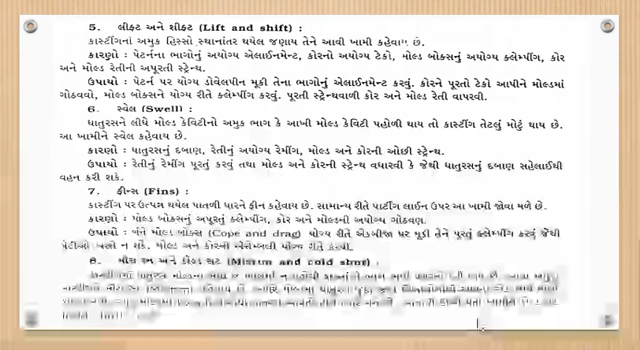 5. લીફ્ટ અને શીફ્ટ (Lift and shift) :
કાસ્ટીંગનાં અમુક હિસ્સો સ્થાનાંતર થયેલ જણાય તેને આવી ખામી કહેવાય છે.
કારણો : પેટર્નના ભાગોનું અયોગ્ય એલાઈનમેન્ટ, કોરનો અયોગ્ય ટેકો, મોલ્ડ બોક્સનું અયોગ્ય ક્લેમ્પીંગ, કોર
અને મોલ્ડ રેતીની અપૂરતી સ્ટ્રેન્થ.
ઉપાયો : પેટર્ન પર યોગ્ય ડોવેલપીન મૂકી તેના ભાગોનું એલાઈનમેન્ટ કરવું. કોરને પૂરતો ટેકો આપીને મોલ્ડમાં
ગોઠવવો, મોલ્ડ બોક્સને યોગ્ય રીતે ક્લેમ્પીંગ કરવું. પૂરતી સ્ટ્રેન્થવાળી કોર અને મોલ્ડ રેતી વાપરવી.
6. સ્વેલ (Swell) :
ધાતુરસને લીધે મોલ્ડ કેવિટીનો અમુક ભાગ કે આખી મોલ્ડ કેવિટી પહોળી થાય તો કાસ્ટીંગ તેટલું મોટું થાય છે.
આ ખામીને સ્વેલ કહેવાય છે.
કારણો : ધાતુરસનું દબાણ, રેતીનું અયોગ્ય રેમીંગ, મોલ્ડ અને કોરની ઓછી સ્ટ્રેન્થ.
ઉપાયો : રેતીનું રેમીંગ પૂરતું કરવું તથા મોલ્ડ અને કોરની સ્ટ્રેન્થ વધારવી કે જેથી ધાતુરસનું દબાણ સહેલાઈથી
વહન કરી શકે.
7. ફીન્સ (Fins) :
કાસ્ટીંગ પર ઉત્પન્ન થયેલ પાતળી ધારને ફીન કહેવાય છે. સામાન્ય રીતે પાર્ટીંગ લાઈન ઉપર આ ખામી જોવા મળે છે.
કારણો : મોલ્ડ બોક્સનું અપૂરતું ક્લેમ્પીંગ, કોર અને મોલ્ડની અયોગ્ય ગોઠવણ.
ઉપાયો : બંને મોલ્ડ બોક્સ (Cope and drag) યોગ્ય રીતે એકબીજા પર મૂકી તેને પૂરતું ક્લેમ્પીંગ કરવું જેથી
ખસી ન શકે. મોલ્ડ અને કોરની એસેમ્બલી યોગ્ય રીતે કરવી.
8. મીસ રન અને કોલ્ડ શટ (Misrun and cold shut) :